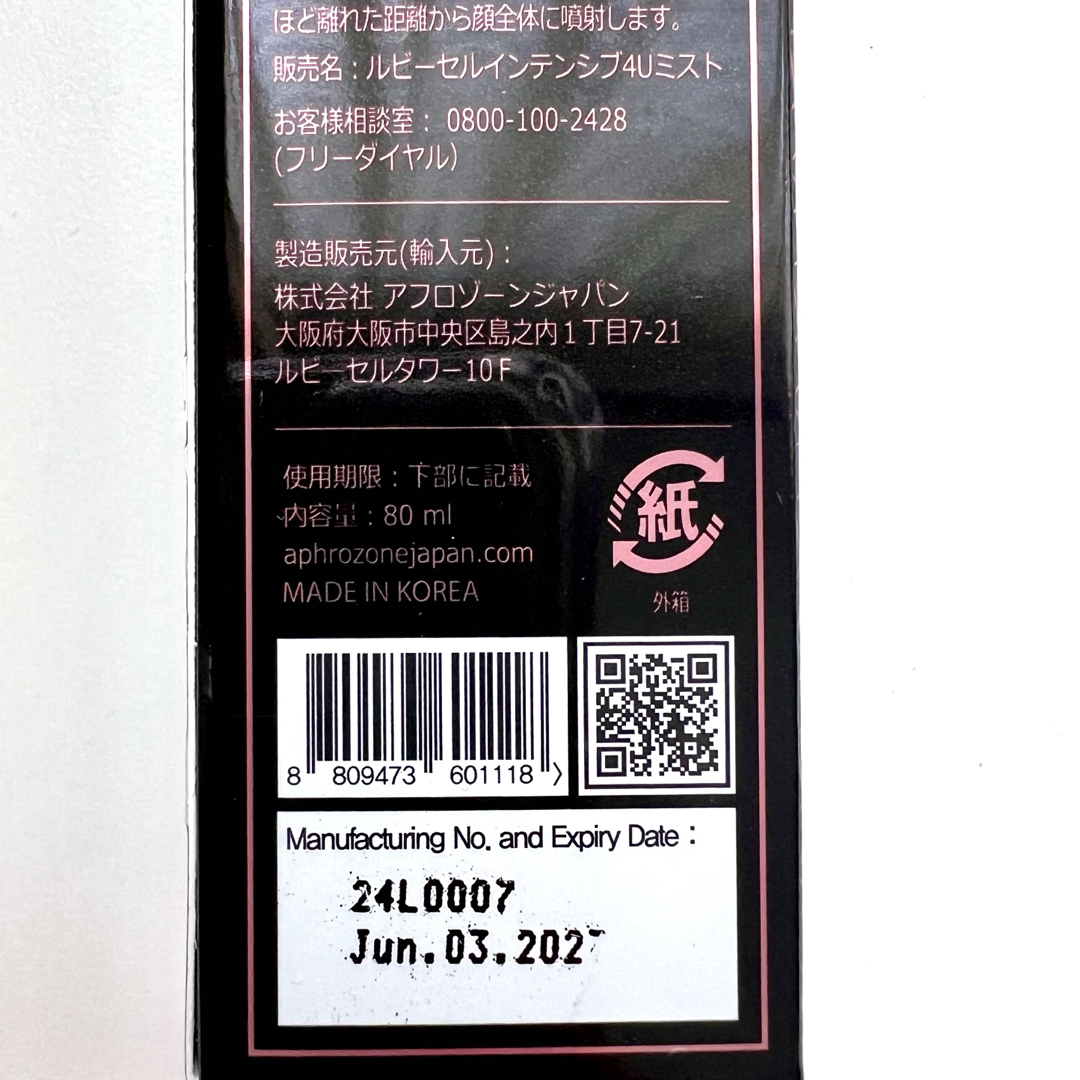 ほど離れた距離から顔全体に噴射します。
販売名：ルビーセルインテンシブ4Uミスト
お客様相談室： 0800-100-2428
(フリーダイヤル)
製造販売元(輸入元)：
株式会社 アフロゾーンジャパン
大阪府大阪市中央区島之内1丁目7-21
ルビーセルタワー10F
使用期限：下部に記載
内容量：80 ml
aphrozonejapan.com
MADE IN KOREA
紙
外箱
8 809473 601118 >
Manufacturing No. and Expiry Date :
24L0007
Jun.03.